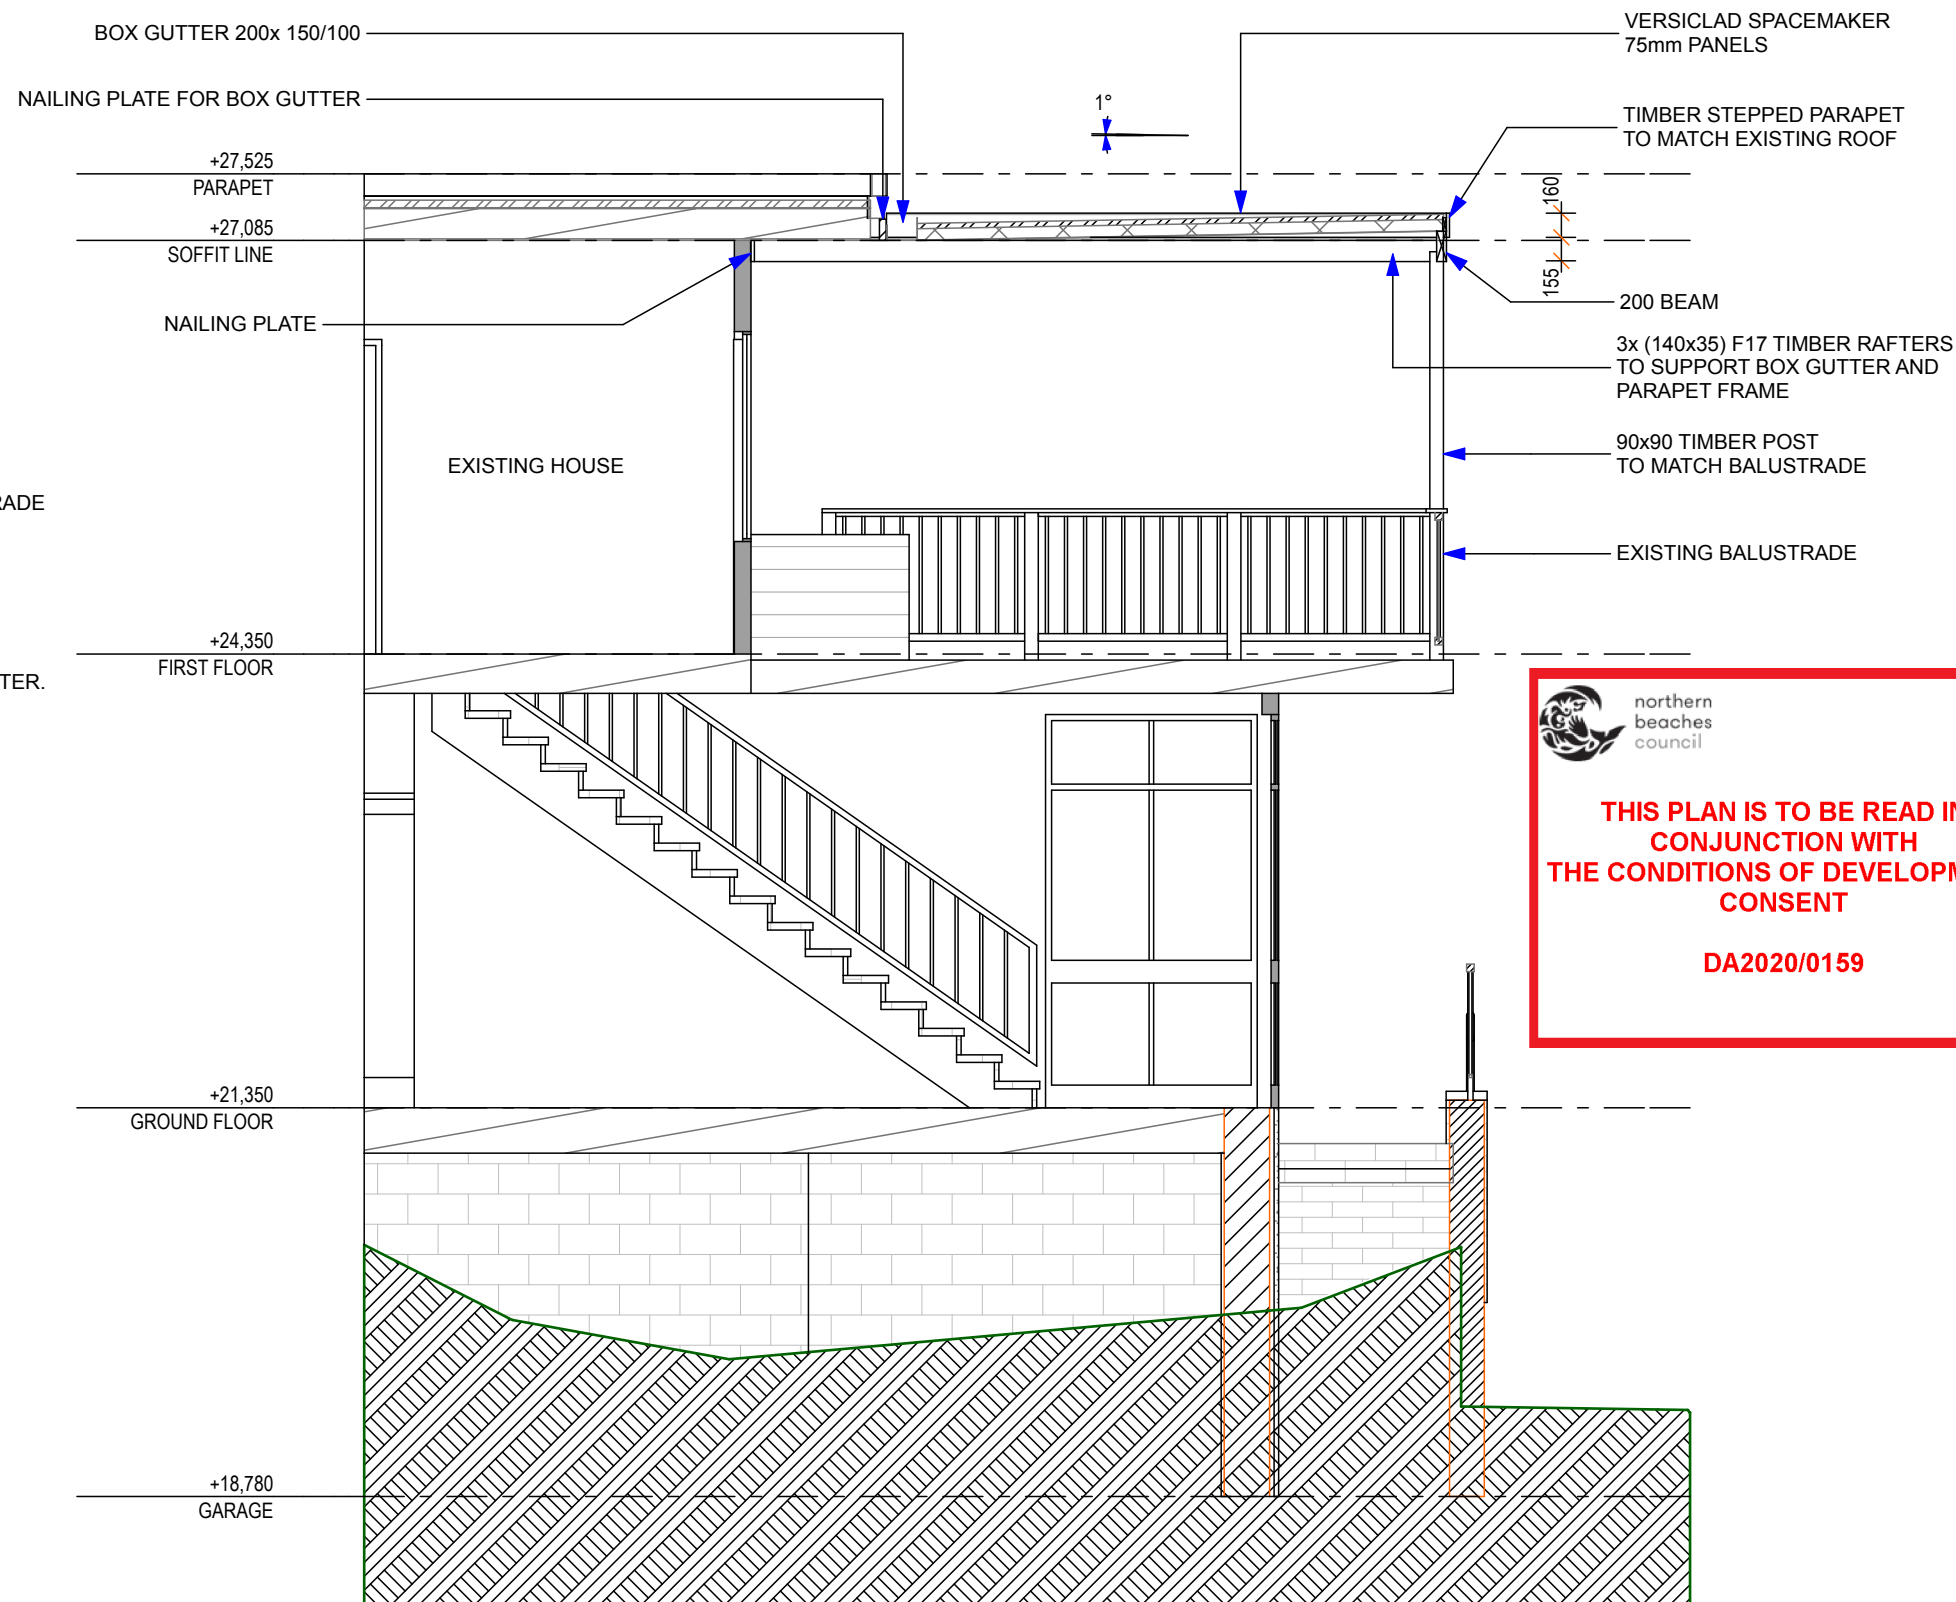 BOX GUTTER 200x 150/100
NAILING PLATE FOR BOX GUTTER
VERSICLAD SPACEMAKER
75mm PANELS
1°
TIMBER STEPPED PARAPET
TO MATCH EXISTING ROOF
+27,525
PARAPET
160
+27,085
SOFFIT LINE
155
200 BEAM
NAILING PLATE
3x (140x35) F17 TIMBER RAFTERS
TO SUPPORT BOX GUTTER AND
PARAPET FRAME
90x90 TIMBER POST
TO MATCH BALUSTRADE
EXISTING HOUSE
RADE
EXISTING BALUSTRADE
+24,350
FIRST FLOOR
TER.
northern
beaches
council
THIS PLAN IS TO BE READ IN
CONJUNCTION WITH
THE CONDITIONS OF DEVELOPM
CONSENT
DA2020/0159
+21,350
GROUND FLOOR
+18,780
GARAGE